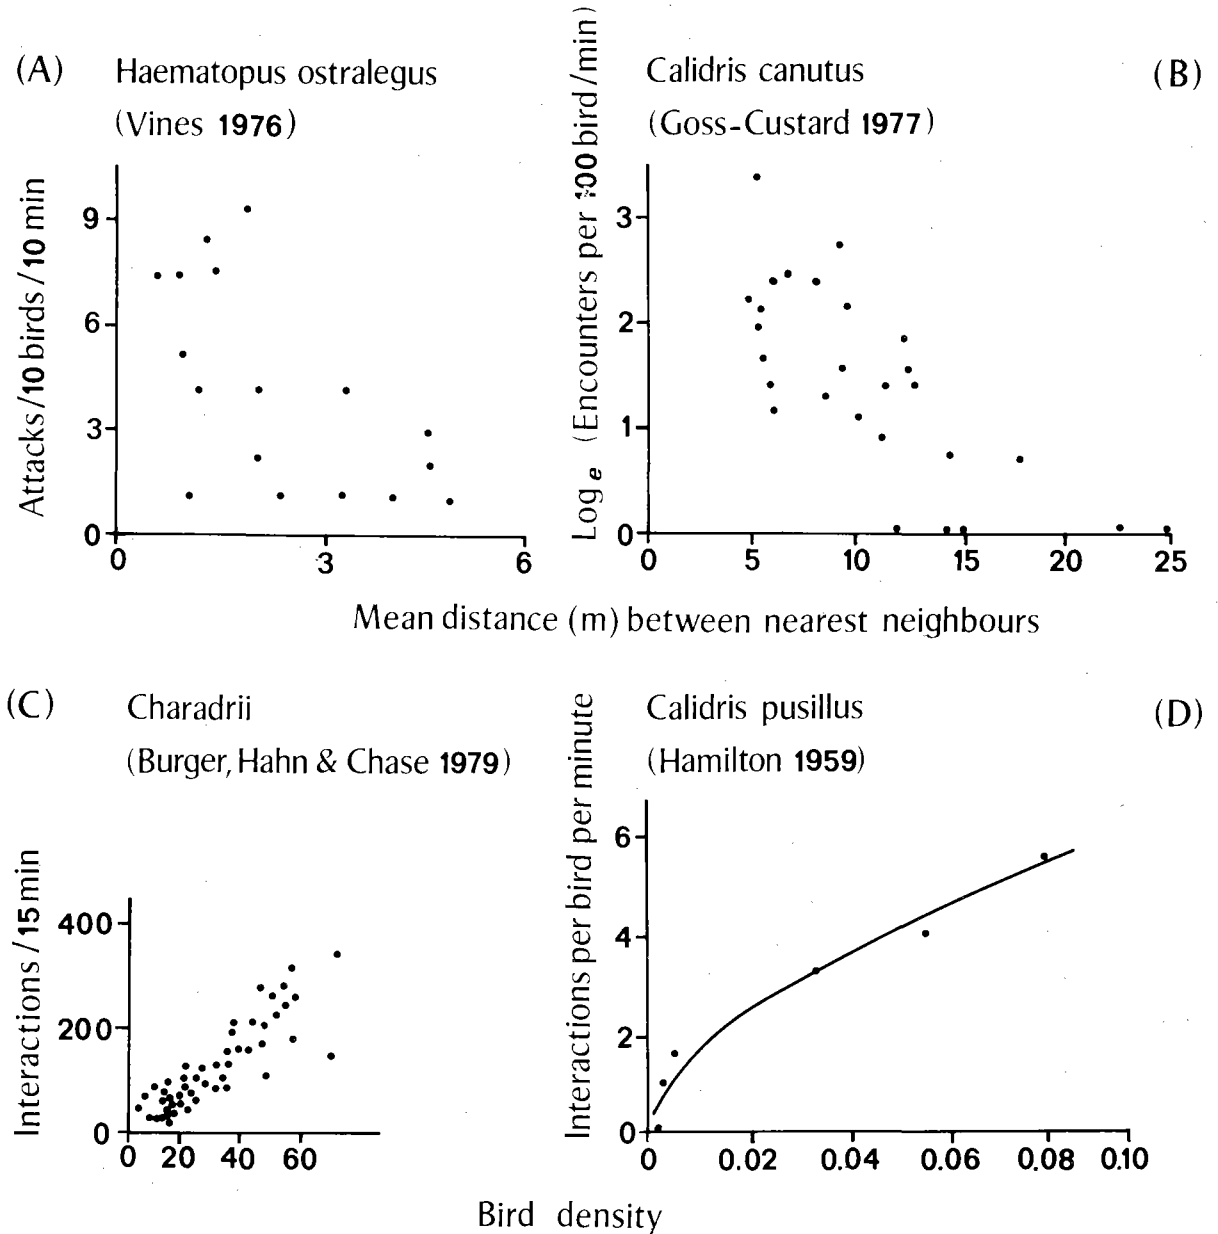 (A)
Haematopus ostralegus
(Vines 1976)
Attacks/10 birds/10 min
9
6
3
0
0
3
6
(B)
Calidris canutus
(Goss-Custard 1977)
Log e (Encounters per 100 bird/min)
3
2
1
0
0
5
10
15
20
25
Mean distance (m) between nearest neighbours
(C)
Charadrii
(Burger, Hahn & Chase 1979)
Interactions / 15 min
400
200
0
0
20
40
60
(D)
Calidris pusillus
(Hamilton 1959)
Interactions per bird per minute
6
4
2
0
0
0.02
0.04
0.06
0.08
0.10
Bird density